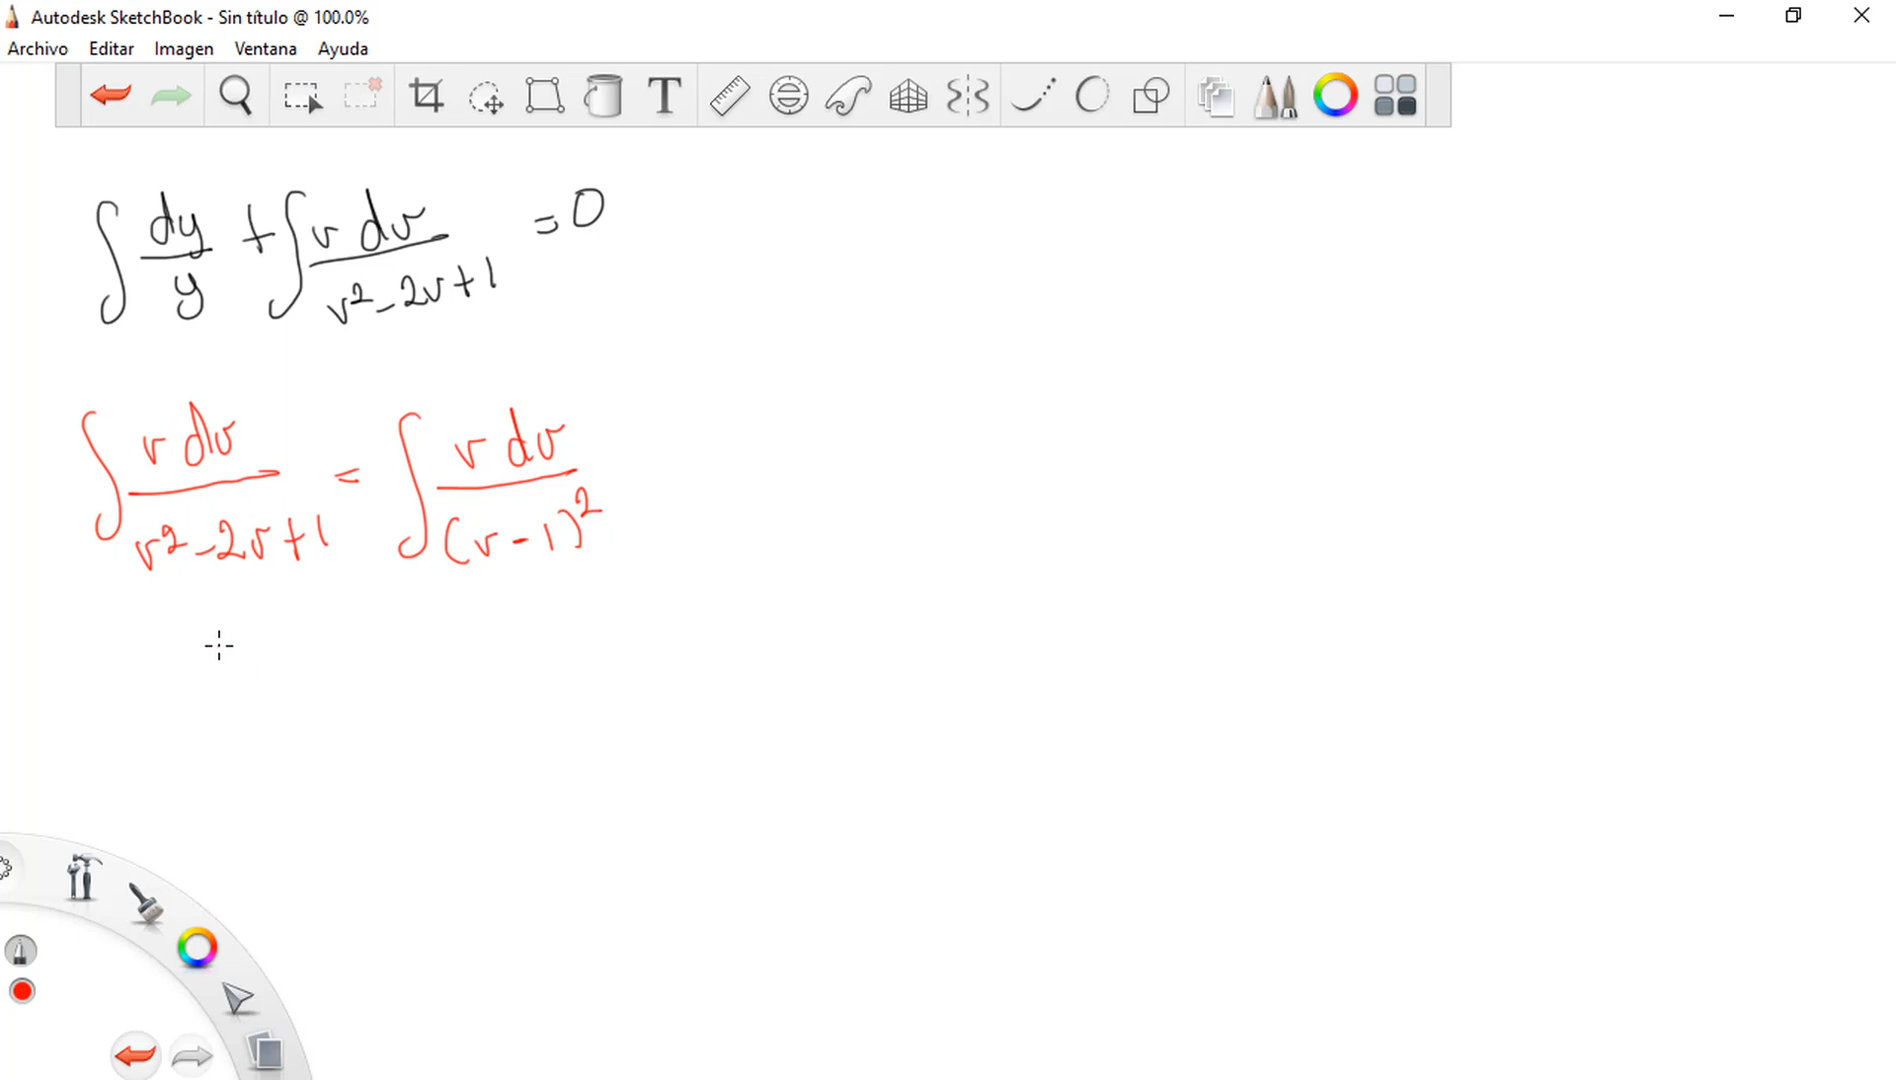 Autodesk SketchBook - Sin título @ 100.0%
Archivo Editar Imagen Ventana Ayuda
∫ dy/y + ∫ v dv / v² - 2v + 1 = 0
∫ v dv / v² - 2v + 1 = ∫ v dv / (v - 1)²